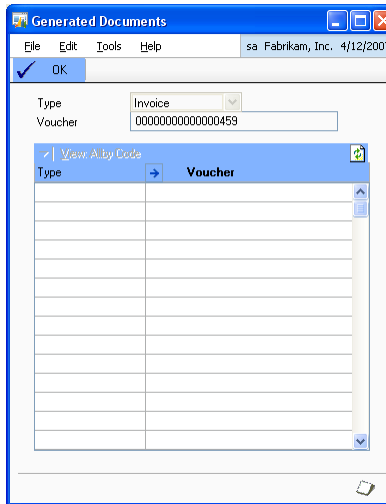 Generated Documents
File Edit Tools Help sa Fabrikam, Inc. 4/12/2007
OK
Type Invoice
Voucher 00000000000000459
View: A..by Code
Type Voucher